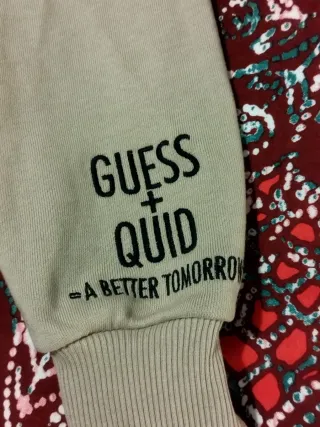 GUESS
+
QUID
=A BETTER TOMORROW